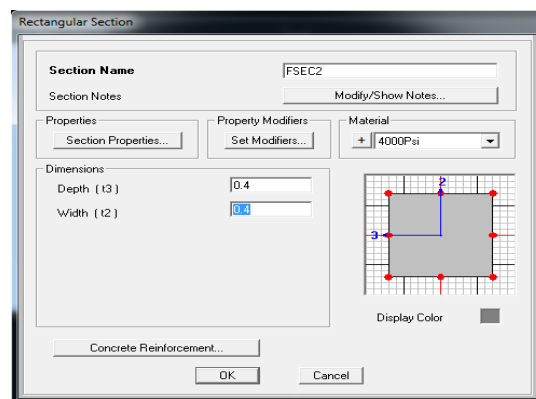 Rectangular Section
Section Name FSEC2
Section Notes Modify/Show Notes...
Properties Property Modifiers Material
Section Properties... Set Modifiers... + 4000Psi
Dimensions
Depth ( t3 ) 0.4
Width ( t2 ) 0.4
2
3
Display Color
Concrete Reinforcement...
OK Cancel